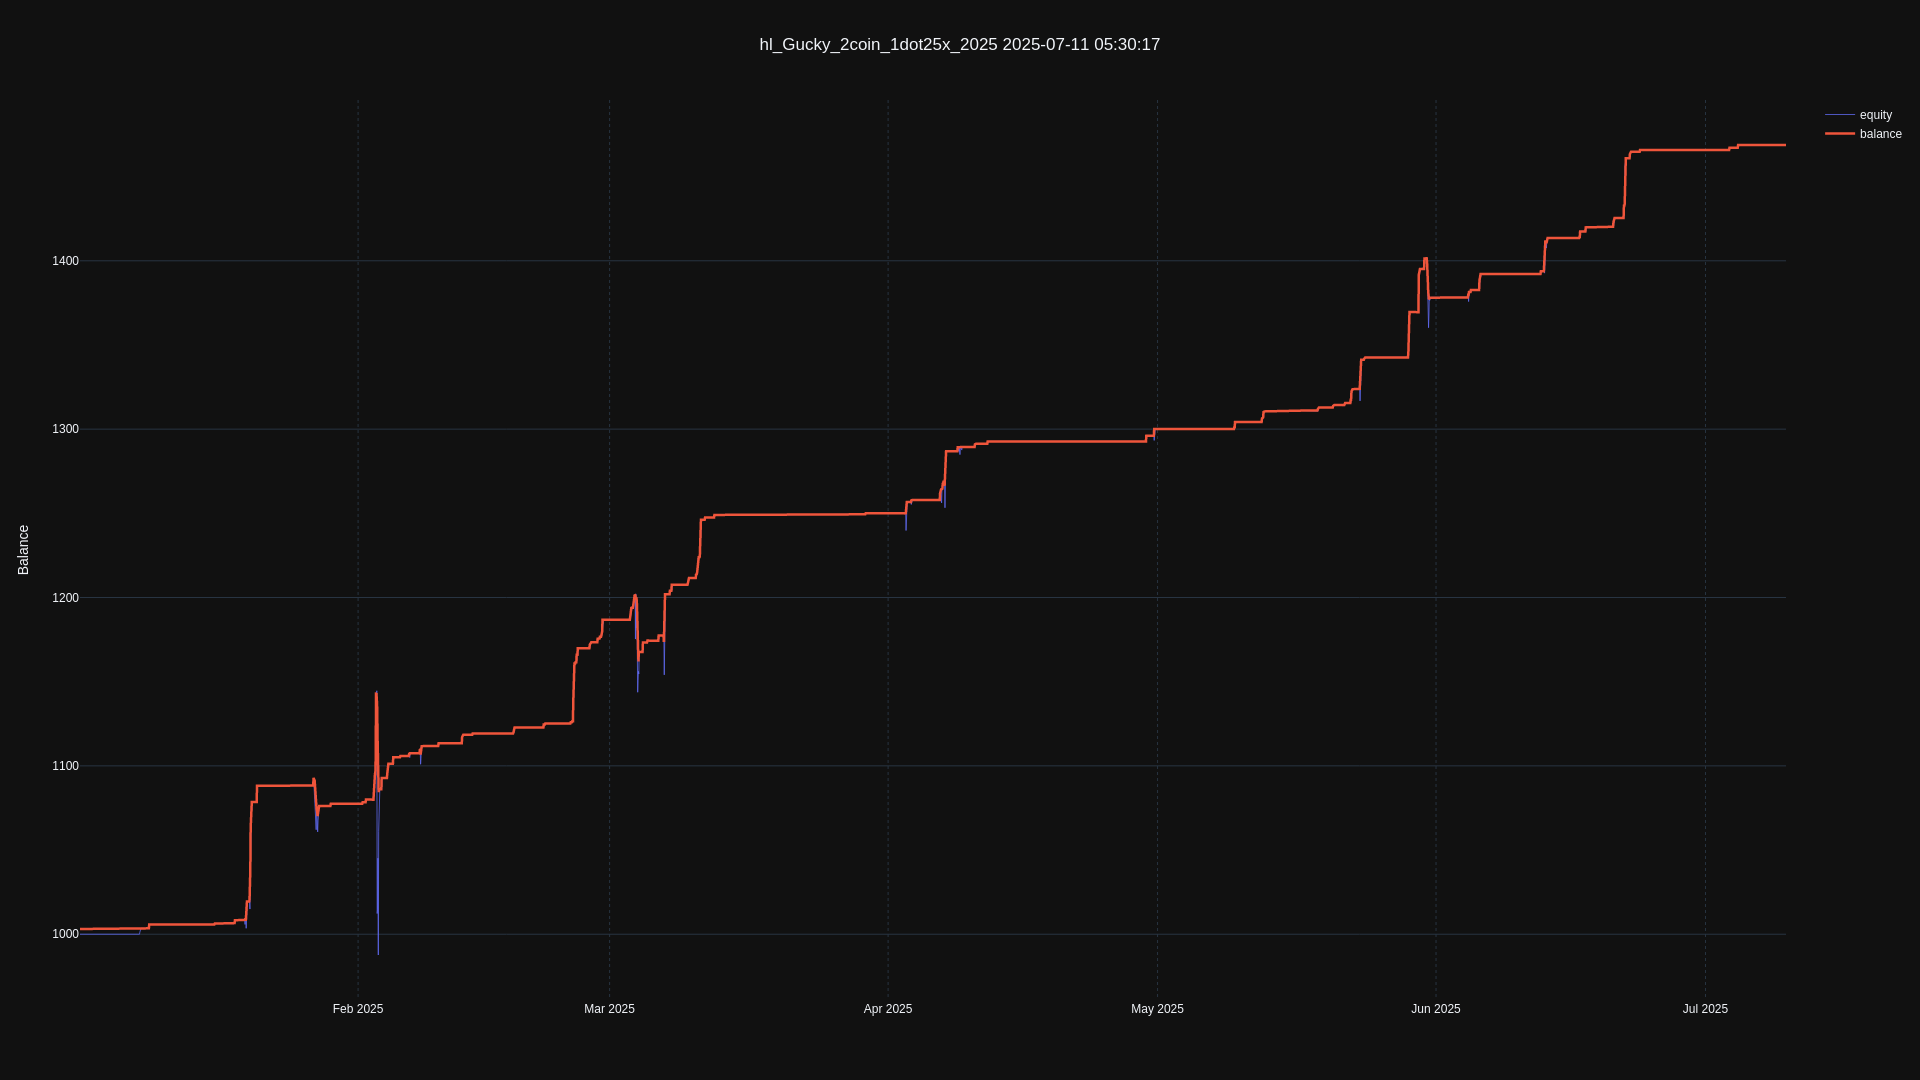 hl_Gucky_2coin_1dot25x_2025 2025-07-11 05:30:17
equity
balance
Balance
1400
1300
1200
1100
1000
Feb 2025
Mar 2025
Apr 2025
May 2025
Jun 2025
Jul 2025